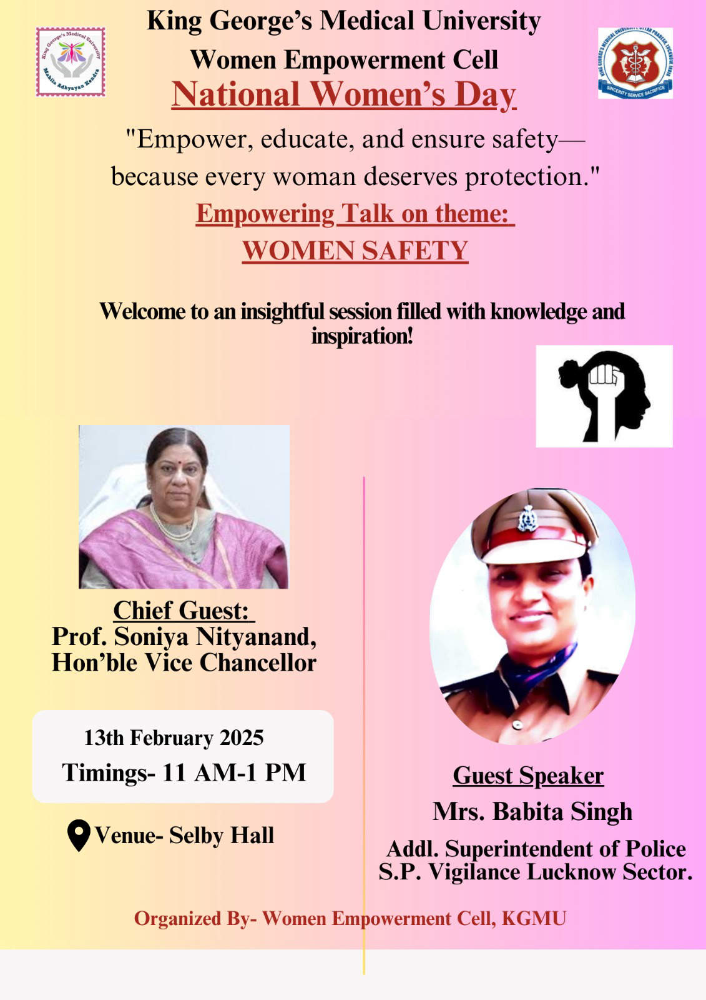 King George's Medical University
Women Empowerment Cell
National Women's Day
"Empower, educate, and ensure safety—
because every woman deserves protection."
Empowering Talk on theme:
WOMEN SAFETY
Welcome to an insightful session filled with knowledge and
inspiration!
King George's Medical University
Mahila Adhyayan Kendra
KING GEORGE'S MEDICAL UNIVERSITY UTTAR PRADESH, LUCKNOW, INDIA
SINCERITY SERVICE SACRIFICE
Chief Guest:
Prof. Soniya Nityanand,
Hon'ble Vice Chancellor
13th February 2025
Timings- 11 AM-1 PM
Venue- Selby Hall
Guest Speaker
Mrs. Babita Singh
Addl. Superintendent of Police
S.P. Vigilance Lucknow Sector.
Organized By- Women Empowerment Cell, KGMU